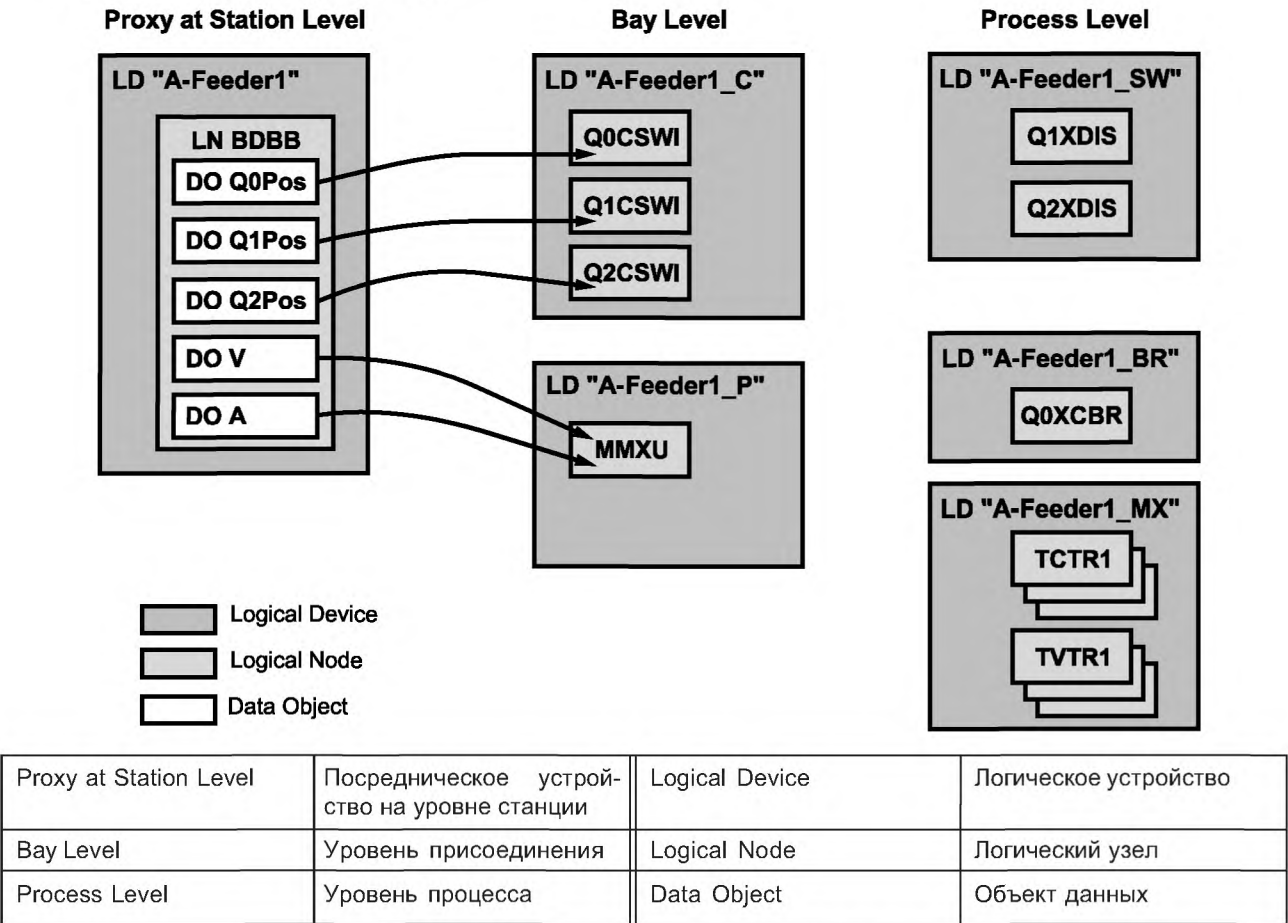 Proxy at Station Level
Bay Level
Process Level
LD "A-Feeder1"
LN BDBB
DO Q0Pos
DO Q1Pos
DO Q2Pos
DO V
DO A
LD "A-Feeder1_C"
Q0CSWI
Q1CSWI
Q2CSWI
LD "A-Feeder1_P"
MMXU
LD "A-Feeder1_SW"
Q1XDIS
Q2XDIS
LD "A-Feeder1_BR"
Q0XCBR
LD "A-Feeder1_MX"
TCTR1
TVTR1
Logical Device
Logical Node
Data Object
Proxy at Station Level
Посредническое устрой-
ство на уровне станции
Logical Device
Логическое устройство
Bay Level
Уровень присоединения
Logical Node
Логический узел
Process Level
Уровень процесса
Data Object
Объект данных